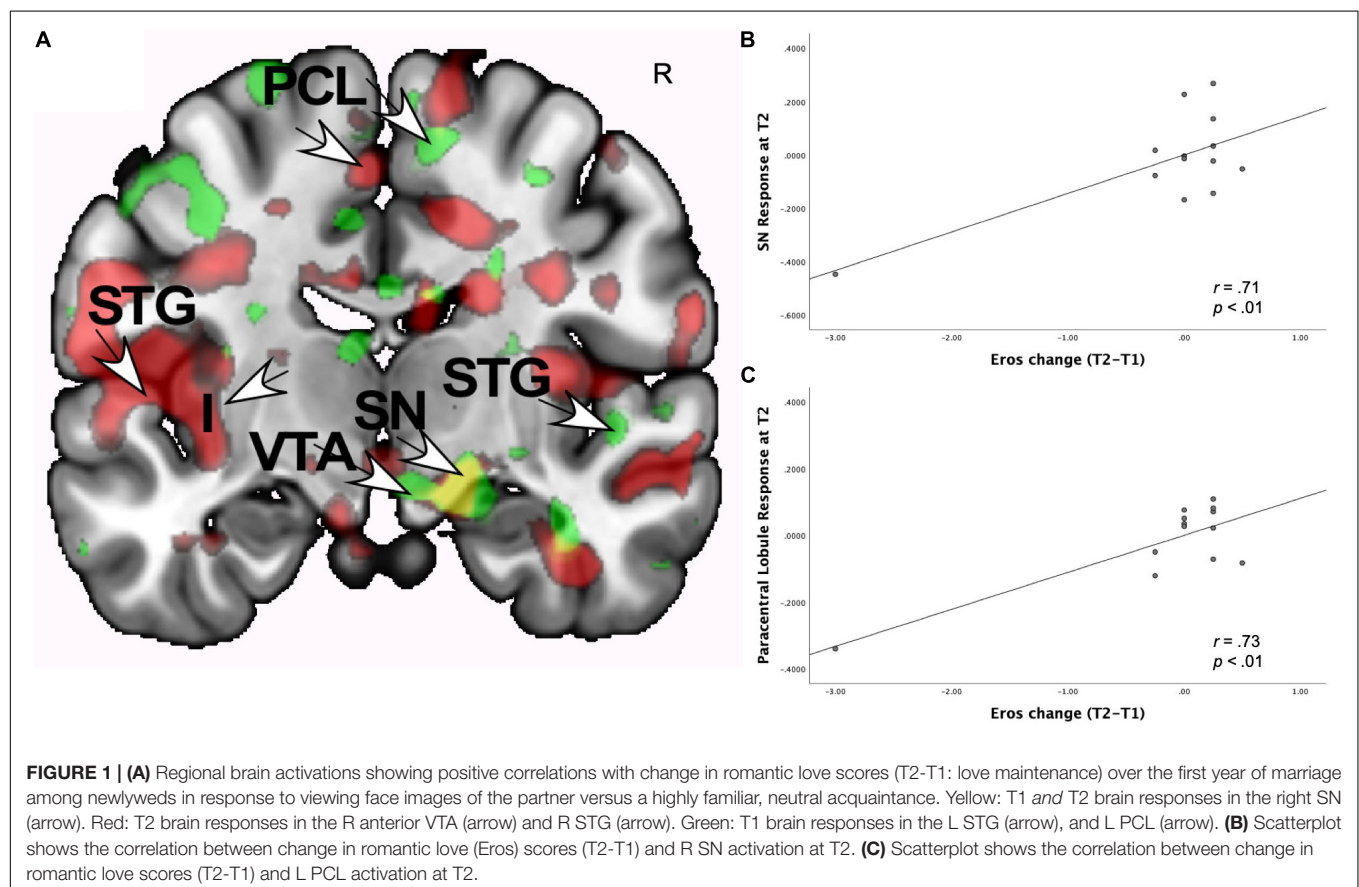 A
R
PCL
STG
I
STG
SN
VTA
B
.4000
.2000
.0000
-.2000
-.4000
-.6000
SN Response at T2
r = .71
p < .01
-3.00 -2.00 -1.00 .00 1.00
Eros change (T2-T1)
C
.4000
.2000
.0000
-.2000
-.4000
Paracentral Lobule Response at T2
r = .73
p < .01
-3.00 -2.00 -1.00 .00 1.00
Eros change (T2-T1)
FIGURE 1 | (A) Regional brain activations showing positive correlations with change in romantic love scores (T2-T1: love maintenance) over the first year of marriage
among newlyweds in response to viewing face images of the partner versus a highly familiar, neutral acquaintance. Yellow: T1 and T2 brain responses in the right SN
(arrow). Red: T2 brain responses in the R anterior VTA (arrow) and R STG (arrow). Green: T1 brain responses in the L STG (arrow), and L PCL (arrow). (B) Scatterplot
shows the correlation between change in romantic love (Eros) scores (T2-T1) and R SN activation at T2. (C) Scatterplot shows the correlation between change in
romantic love scores (T2-T1) and L PCL activation at T2.